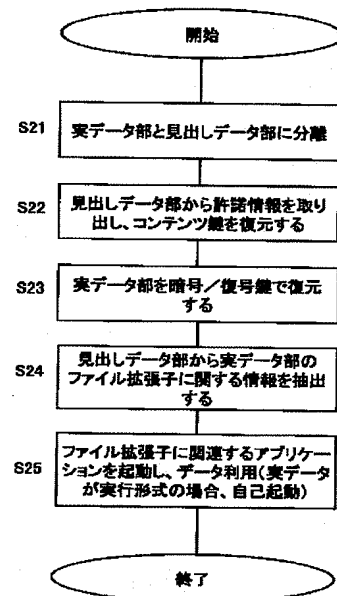 開始
S21
実データ部と見出しデータ部に分離
S22
見出しデータ部から許諾情報を取り
出し、コンテンツ鍵を復元する
S23
実データ部を暗号／復号鍵で復元
する
S24
見出しデータ部から実データ部の
ファイル拡張子に関する情報を抽出
する
S25
ファイル拡張子に関連するアプリケー
ションを起動し、データ利用(実データ
が実行形式の場合、自己起動)
終了